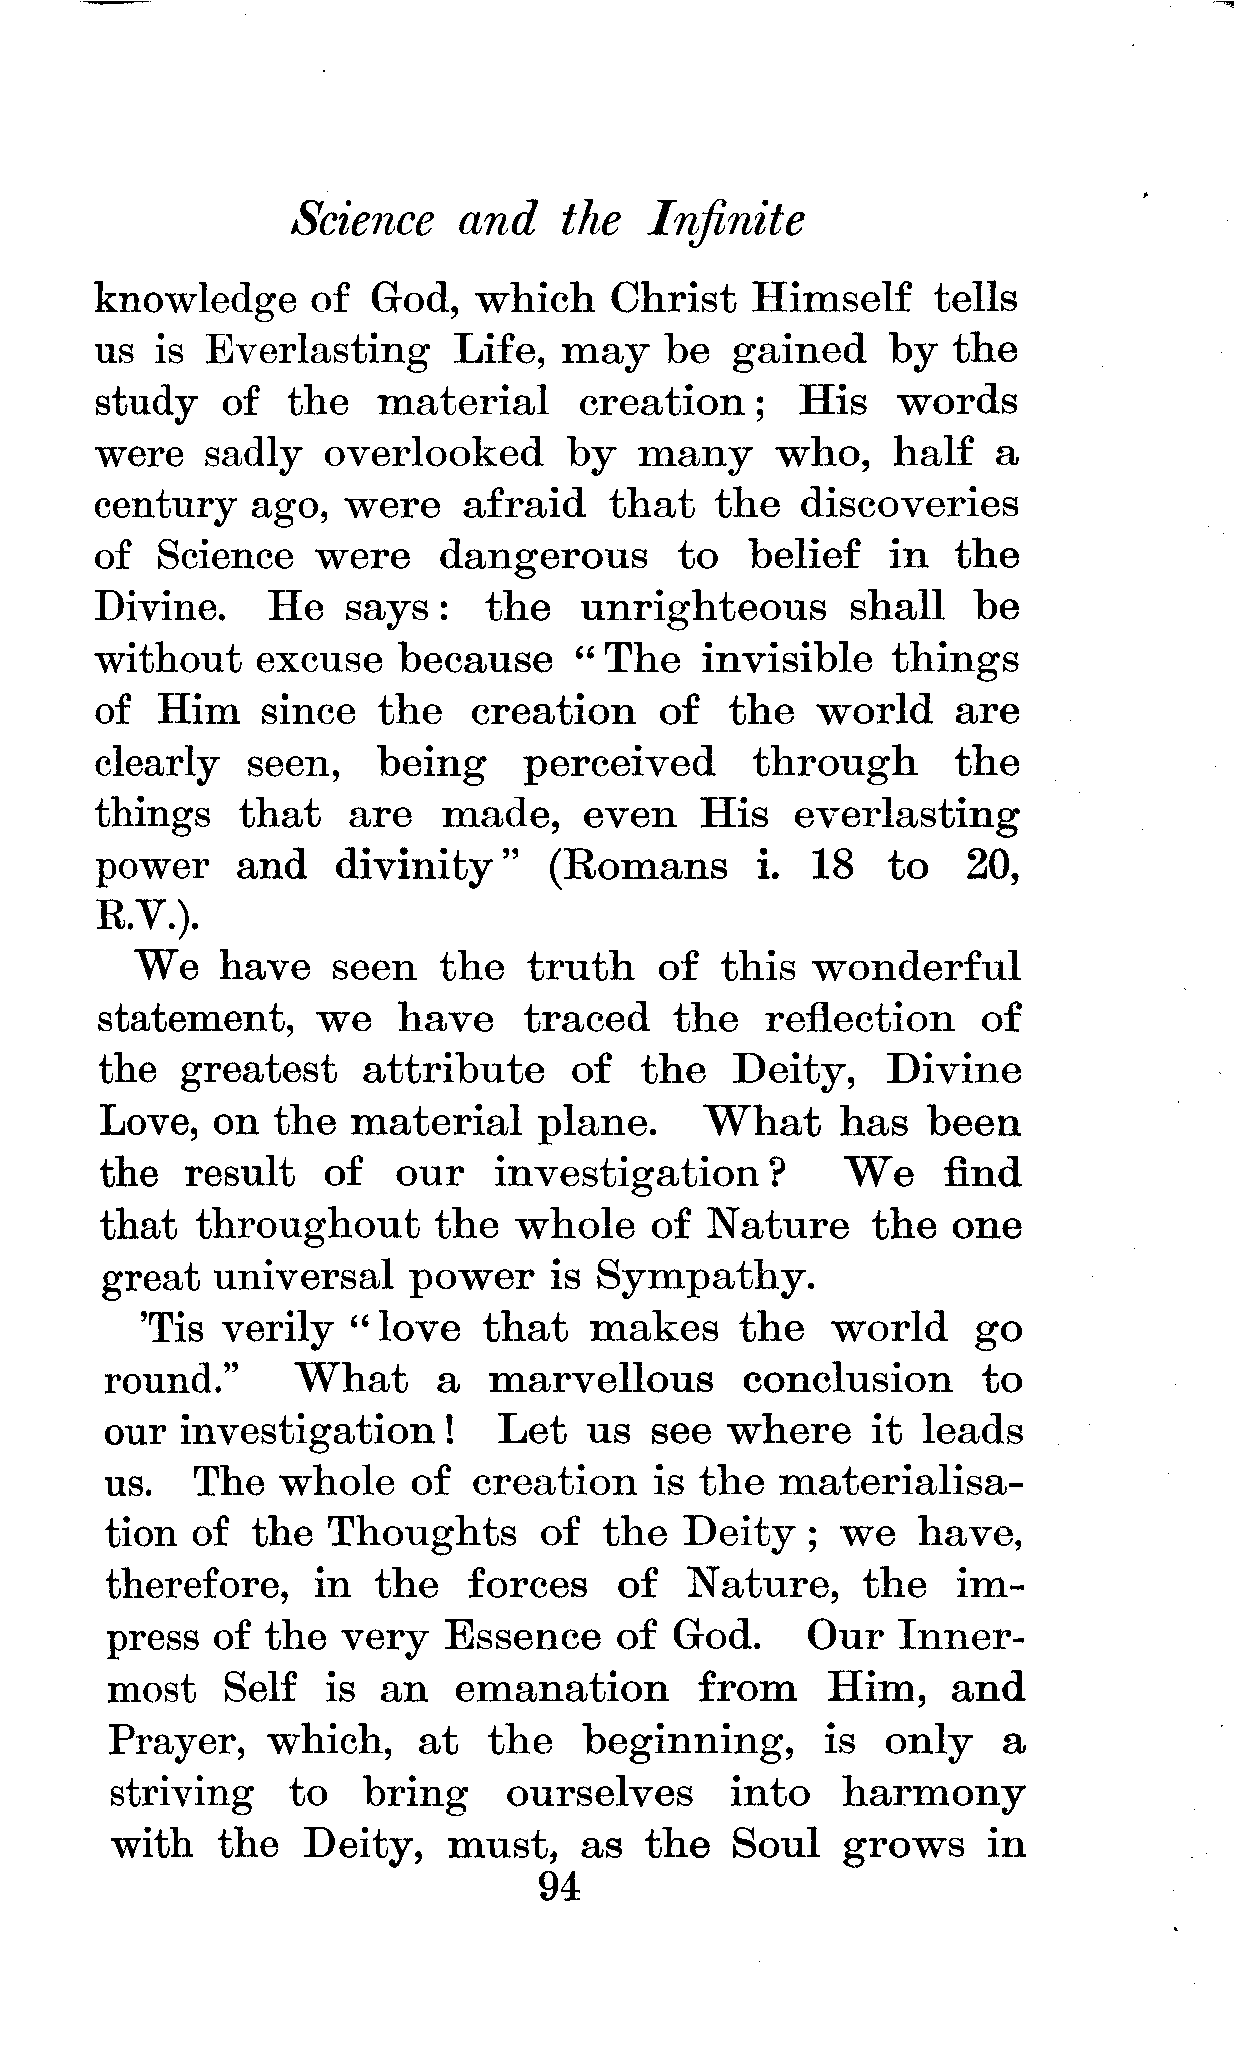 Science and the Infinite
knowledge of God, which Christ Himself tells
us is Everlasting Life, may be gained by the
study of the material creation; His words
were sadly overlooked by many who, half a
century ago, were afraid that the discoveries
of Science were dangerous to belief in the
Divine. He says: the unrighteous shall be
without excuse because "The invisible things
of Him since the creation of the world are
clearly seen, being perceived through the
things that are made, even His everlasting
power and divinity" (Romans i. 18 to 20,
R.V.).
We have seen the truth of this wonderful
statement, we have traced the reflection of
the greatest attribute of the Deity, Divine
Love, on the material plane. What has been
the result of our investigation? We find
that throughout the whole of Nature the one
great universal power is Sympathy.
'Tis verily "love that makes the world go
round." What a marvellous conclusion to
our investigation! Let us see where it leads
us. The whole of creation is the materialisa-
tion of the Thoughts of the Deity; we have,
therefore, in the forces of Nature, the im-
press of the very Essence of God. Our Inner-
most Self is an emanation from Him, and
Prayer, which, at the beginning, is only a
striving to bring ourselves into harmony
with the Deity, must, as the Soul grows in
94